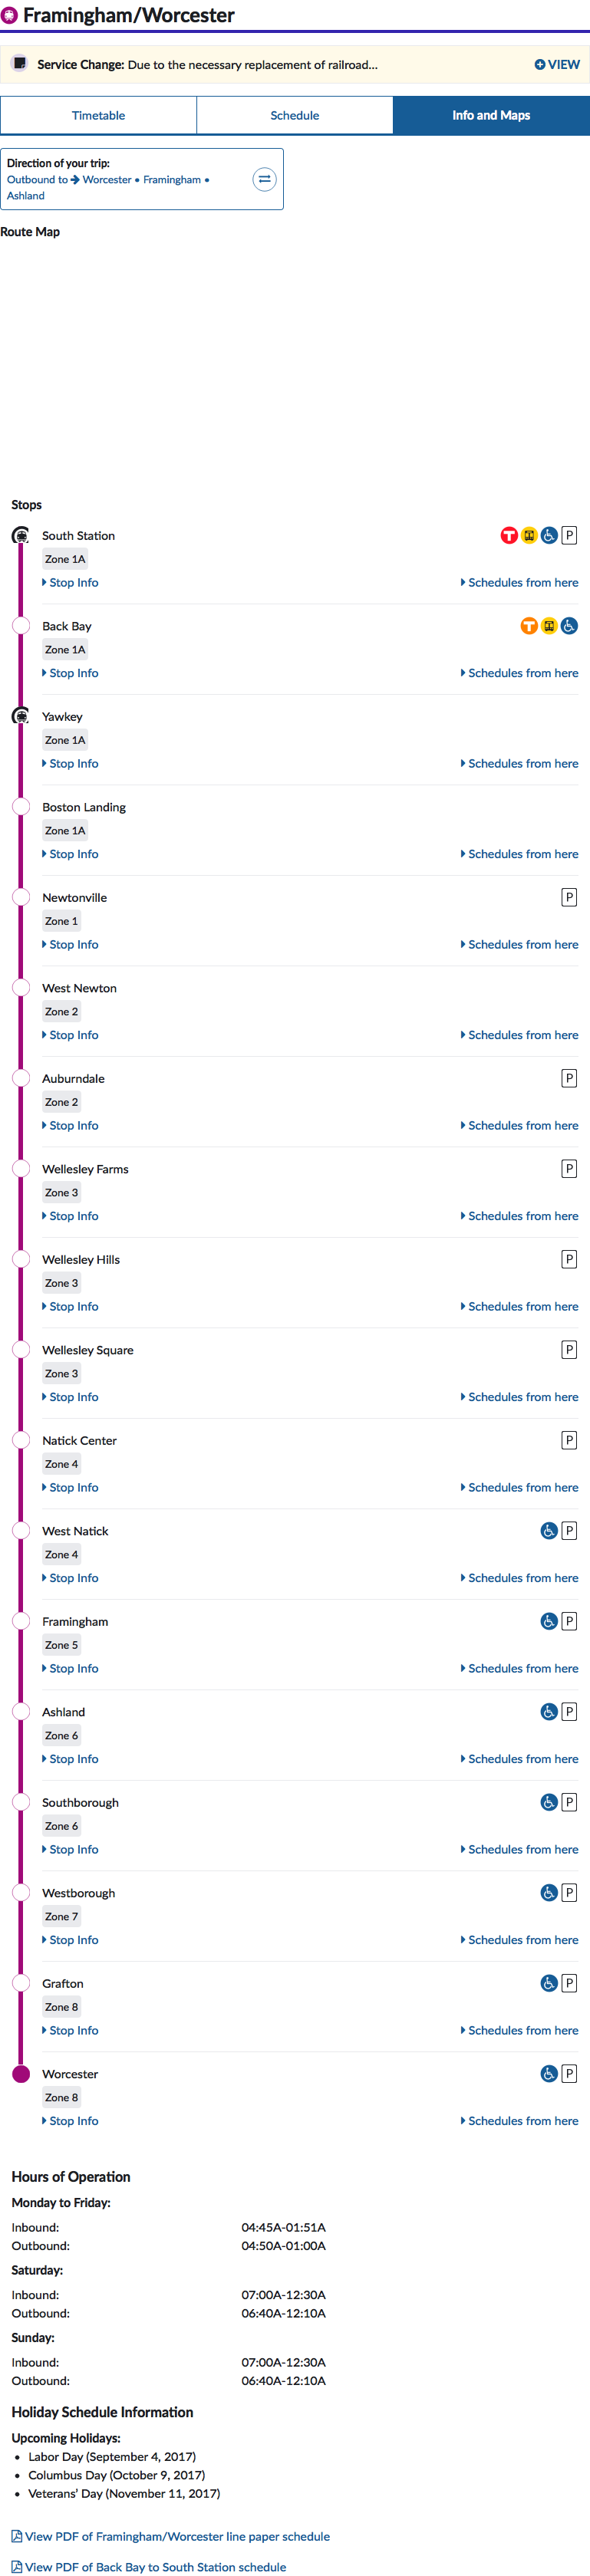 Framingham/Worcester
Service Change: Due to the necessary replacement of railroad... VIEW
Timetable Schedule Info and Maps
Direction of your trip:
Outbound to Worcester • Framingham •
Ashland
Route Map
Stops
South Station T P
Zone 1A
Stop Info Schedules from here
Back Bay T
Zone 1A
Stop Info Schedules from here
Yawkey
Zone 1A
Stop Info Schedules from here
Boston Landing
Zone 1A
Stop Info Schedules from here
Newtonville P
Zone 1
Stop Info Schedules from here
West Newton
Zone 2
Stop Info Schedules from here
Auburndale P
Zone 2
Stop Info Schedules from here
Wellesley Farms P
Zone 3
Stop Info Schedules from here
Wellesley Hills P
Zone 3
Stop Info Schedules from here
Wellesley Square P
Zone 3
Stop Info Schedules from here
Natick Center P
Zone 4
Stop Info Schedules from here
West Natick P
Zone 4
Stop Info Schedules from here
Framingham P
Zone 5
Stop Info Schedules from here
Ashland P
Zone 6
Stop Info Schedules from here
Southborough P
Zone 6
Stop Info Schedules from here
Westborough P
Zone 7
Stop Info Schedules from here
Grafton P
Zone 8
Stop Info Schedules from here
Worcester P
Zone 8
Stop Info Schedules from here
Hours of Operation
Monday to Friday:
Inbound: 04:45A-01:51A
Outbound: 04:50A-01:00A
Saturday:
Inbound: 07:00A-12:30A
Outbound: 06:40A-12:10A
Sunday:
Inbound: 07:00A-12:30A
Outbound: 06:40A-12:10A
Holiday Schedule Information
Upcoming Holidays:
• Labor Day (September 4, 2017)
• Columbus Day (October 9, 2017)
• Veterans’ Day (November 11, 2017)
View PDF of Framingham/Worcester line paper schedule
View PDF of Back Bay to South Station schedule